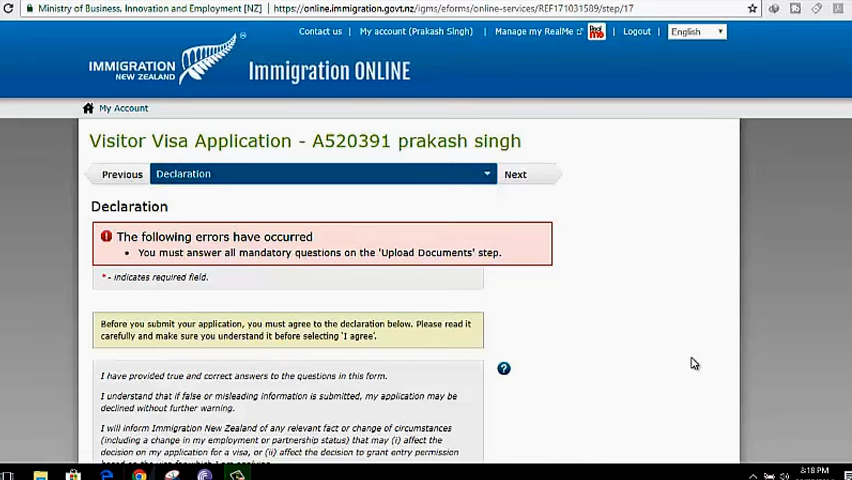 Ministry of Business, Innovation and Employment [NZ] https://online.immigration.govt.nz/igms/eforms/online-services/REF171031589/step/17
Contact us My account (Prakash Singh) Manage my RealMe Real me Logout English
IMMIGRATION
NEW ZEALAND
Immigration ONLINE
My Account
Visitor Visa Application - A520391 prakash singh
Previous Declaration Next
Declaration
The following errors have occurred
• You must answer all mandatory questions on the 'Upload Documents' step.
* - indicates required field.
Before you submit your application, you must agree to the declaration below. Please read it
carefully and make sure you understand it before selecting 'I agree'.
I have provided true and correct answers to the questions in this form.
I understand that if false or misleading information is submitted, my application may be
declined without further warning.
I will inform Immigration New Zealand of any relevant fact or change of circumstances
(including a change in my employment or partnership status) that may (i) affect the
decision on my application for a visa, or (ii) affect the decision to grant entry permission
8:18 PM